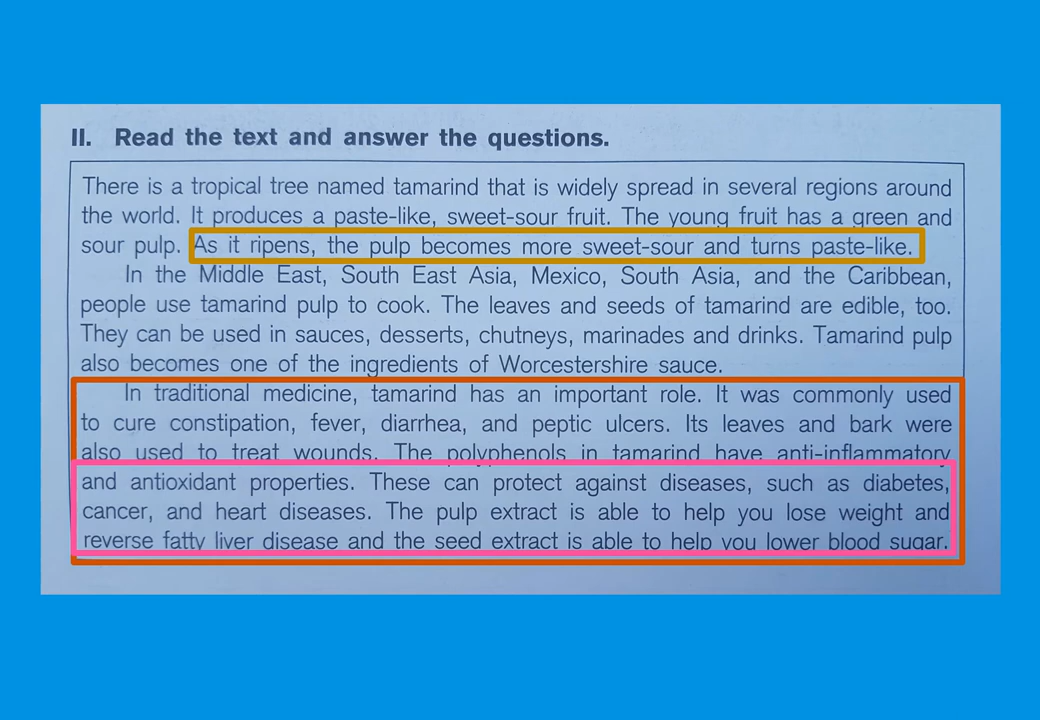 II. Read the text and answer the questions.
There is a tropical tree named tamarind that is widely spread in several regions around
the world. It produces a paste-like, sweet-sour fruit. The young fruit has a green and
sour pulp. As it ripens, the pulp becomes more sweet-sour and turns paste-like.
In the Middle East, South East Asia, Mexico, South Asia, and the Caribbean,
people use tamarind pulp to cook. The leaves and seeds of tamarind are edible, too.
They can be used in sauces, desserts, chutneys, marinades and drinks. Tamarind pulp
also becomes one of the ingredients of Worcestershire sauce.
In traditional medicine, tamarind has an important role. It was commonly used
to cure constipation, fever, diarrhea, and peptic ulcers. Its leaves and bark were
also used to treat wounds. The polyphenols in tamarind have anti-inflammatory
and antioxidant properties. These can protect against diseases, such as diabetes,
cancer, and heart diseases. The pulp extract is able to help you lose weight and
reverse fatty liver disease and the seed extract is able to help you lower blood sugar.